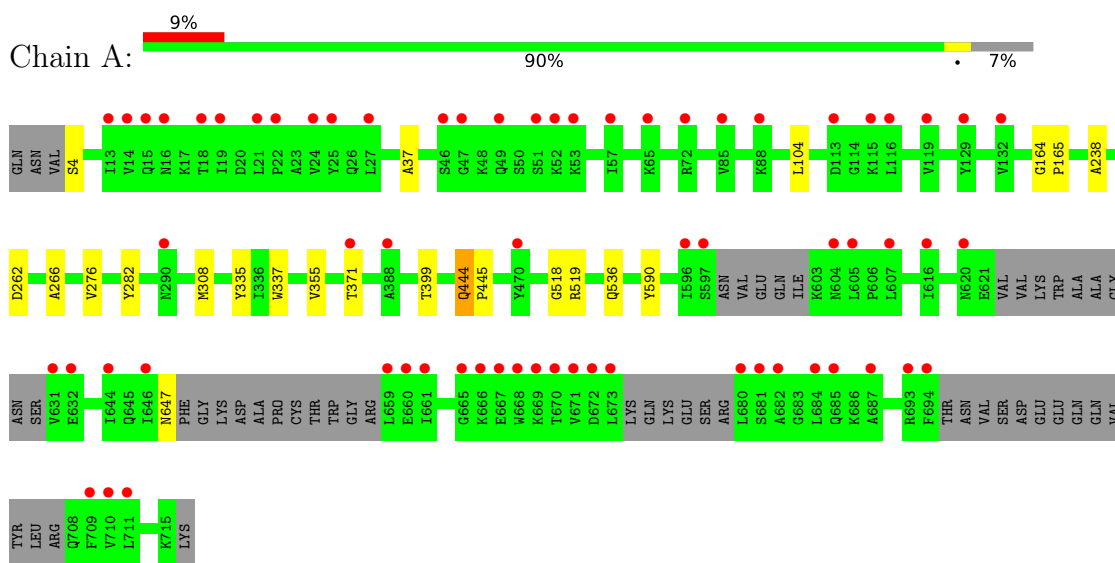 9%
Chain A:
90% • 7%
GLN ASN VAL S4 I13 V14 Q15 N16 K17 T18 I19 D20 L21 P22 A23 V24 Y25 Q26 L27 A37 S46 G47 K48 Q49 S50 S51 K52 K53 I57 K65 R72 V85 K88 L104 D113 G114 K115 L116 V119 Y129 V132 G164 P165 A238
D262 A266 V276 Y282 N290 M308 Y335 I336 W337 V355 T371 A388 T399 Q444 P445 Y470 G518 R519 Q536 Y590 I596 S597 ASN VAL GLU GLN ILE K603 N604 L605 P606 L607 I616 N620 E621 VAL VAL LYS TRP ALA ALA GLY
ASN SER V631 E632 I644 Q645 I646 N647 PHE GLY LYS ASP ALA PRO CYS THR TRP GLY ARG L659 E660 I661 G665 K666 E667 W668 K669 T670 V671 D672 L673 LYS GLN LYS GLU SER ARG L680 S681 A682 G683 L684 Q685 K686 A687 R693 F694 THR ASN VAL SER ASP GLU GLU GLN GLN VAL
TYR LEU ARG Q708 F709 V710 L711 K715 LYS